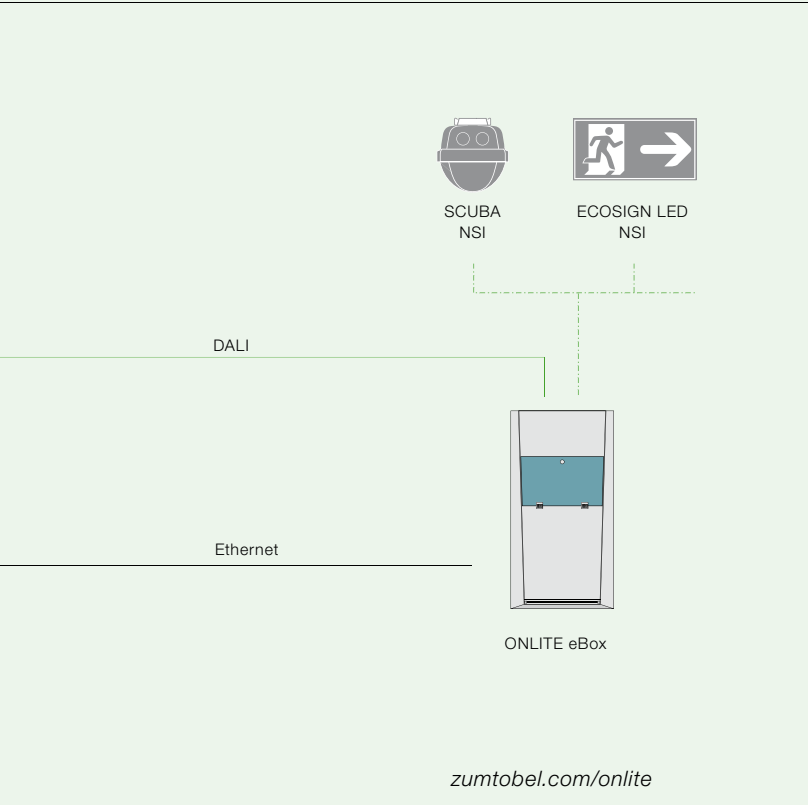 SCUBA
NSI
ECOSIGN LED
NSI
DALI
Ethernet
ONLITE eBox
zumtobel.com/onlite